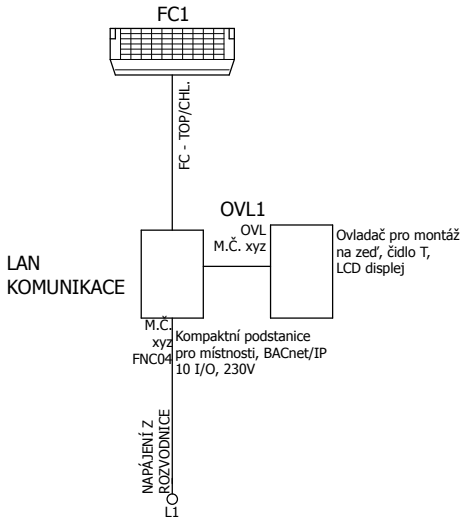 FC1
FC - TOP/CHL.
OVL1
OVL
M.Č. xyz
Ovladač pro montáž
na zeď, čidlo T,
LCD displej
LAN
KOMUNIKACE
M.Č.
xyz
FNC04
Kompaktní podstanice
pro místnosti, BACnet/IP
10 I/O, 230V
NAPÁJENÍ Z
ROZVODNICE
L1